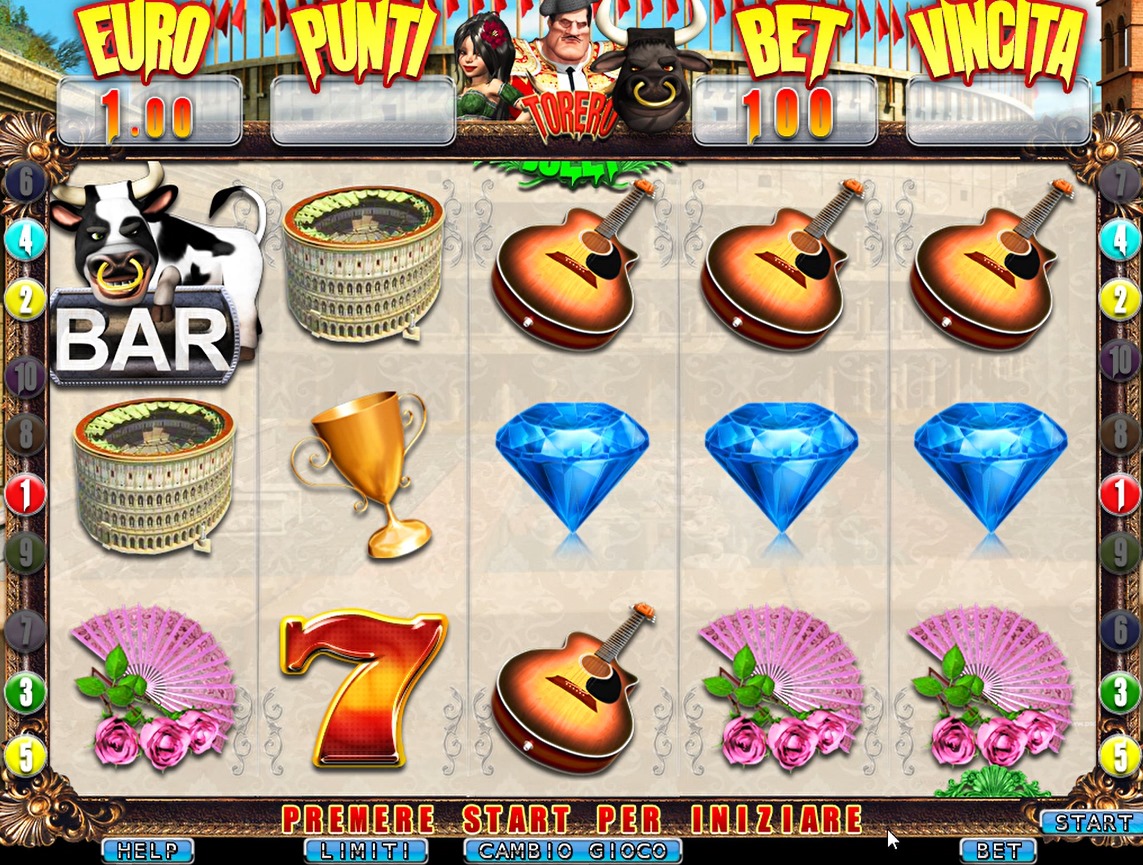 EURO PUNTI BET VINCITA
1.00 TORERO 100
6 7
4 BAR 4
2 2
10 10
8 8
1 7 1
9 9
7 6
3 3
5 5
PREMERE START PER INIZIARE
START
HELP LIMITI CAMBIO GIOCO BET